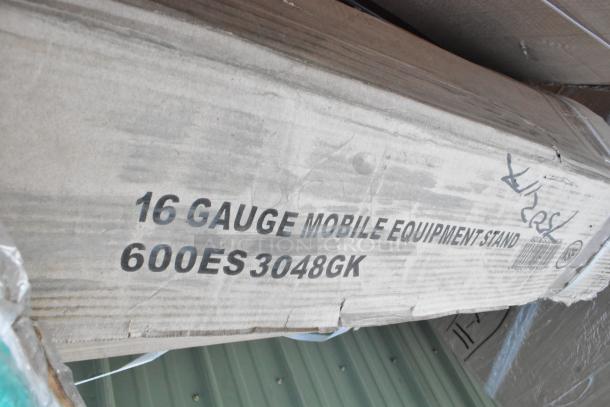 16 GAUGE MOBILE EQUIPMENT STAND
600ES3048GK